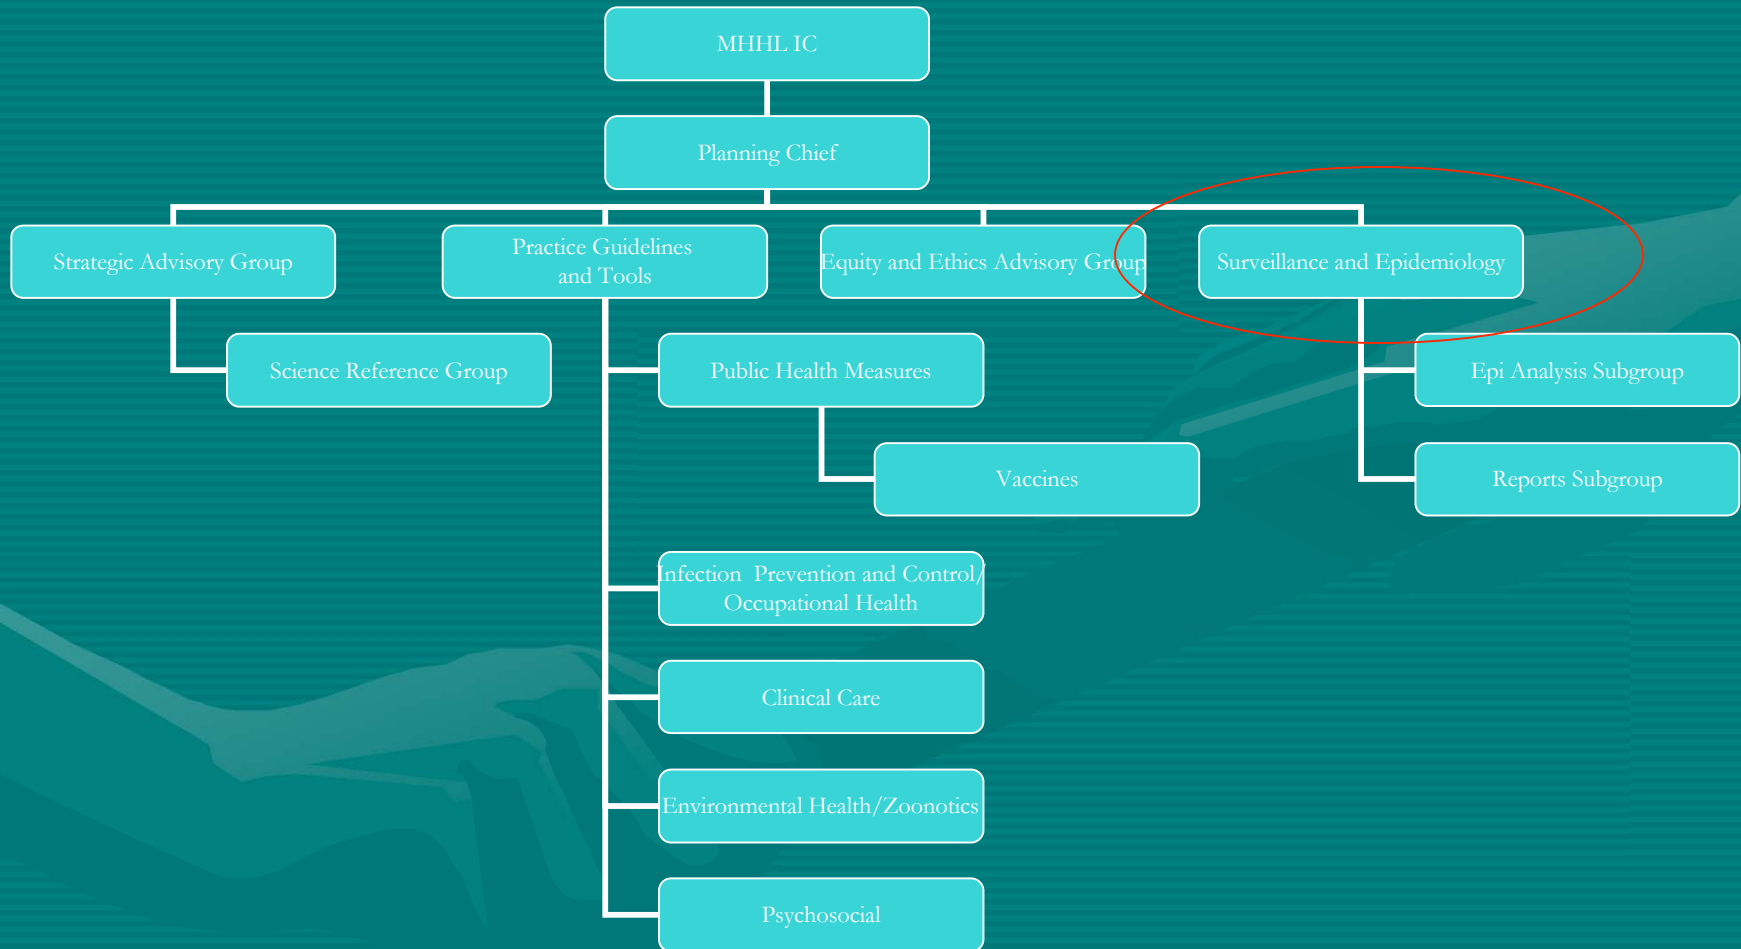 MHHL IC
Planning Chief
Strategic Advisory Group
Practice Guidelines
and Tools
Equity and Ethics Advisory Group
Surveillance and Epidemiology
Science Reference Group
Public Health Measures
Epi Analysis Subgroup
Vaccines
Reports Subgroup
Infection  Prevention and Control/
Occupational Health
Clinical Care
Environmental Health/Zoonotics
Psychosocial